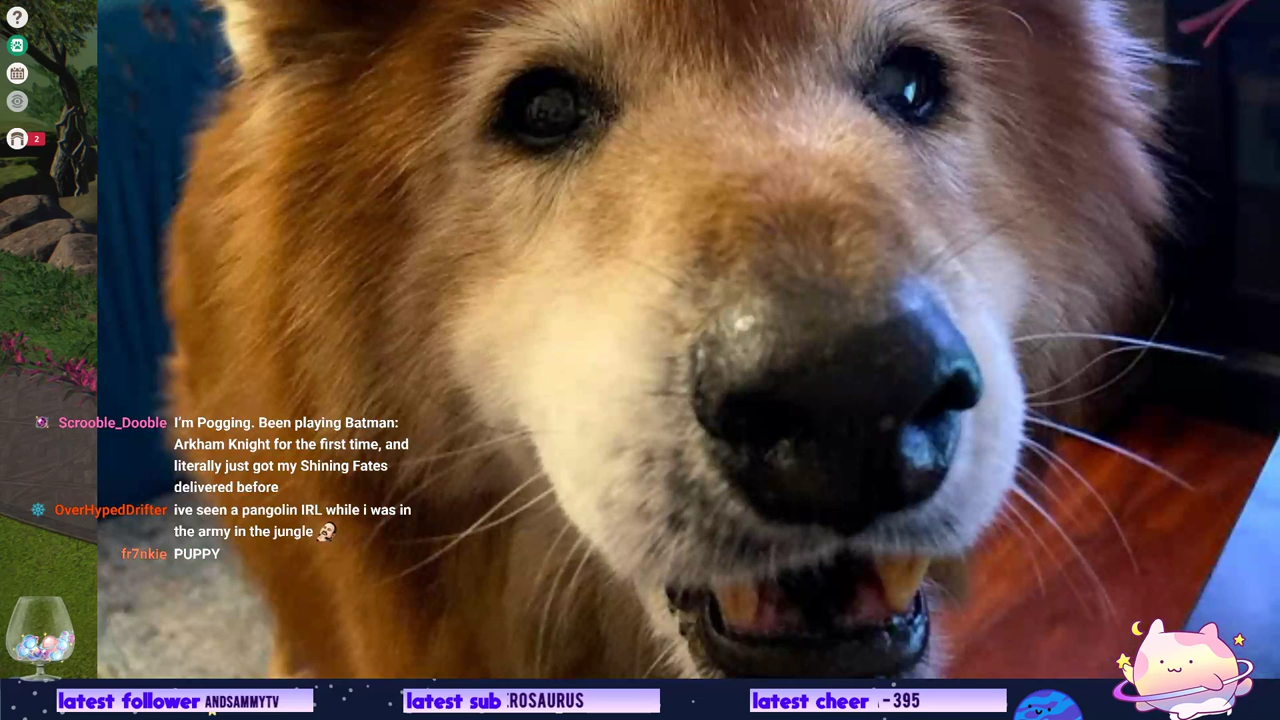 2
Scrooble_Dooble I'm Pogging. Been playing Batman:
Arkham Knight for the first time, and
literally just got my Shining Fates
delivered before
OverHypedDrifter ive seen a pangolin IRL while i was in
the army in the jungle
fr7nkie PUPPY
latest follower ANDSAMMYTV
latest sub ROSAURUS
latest cheer - 395